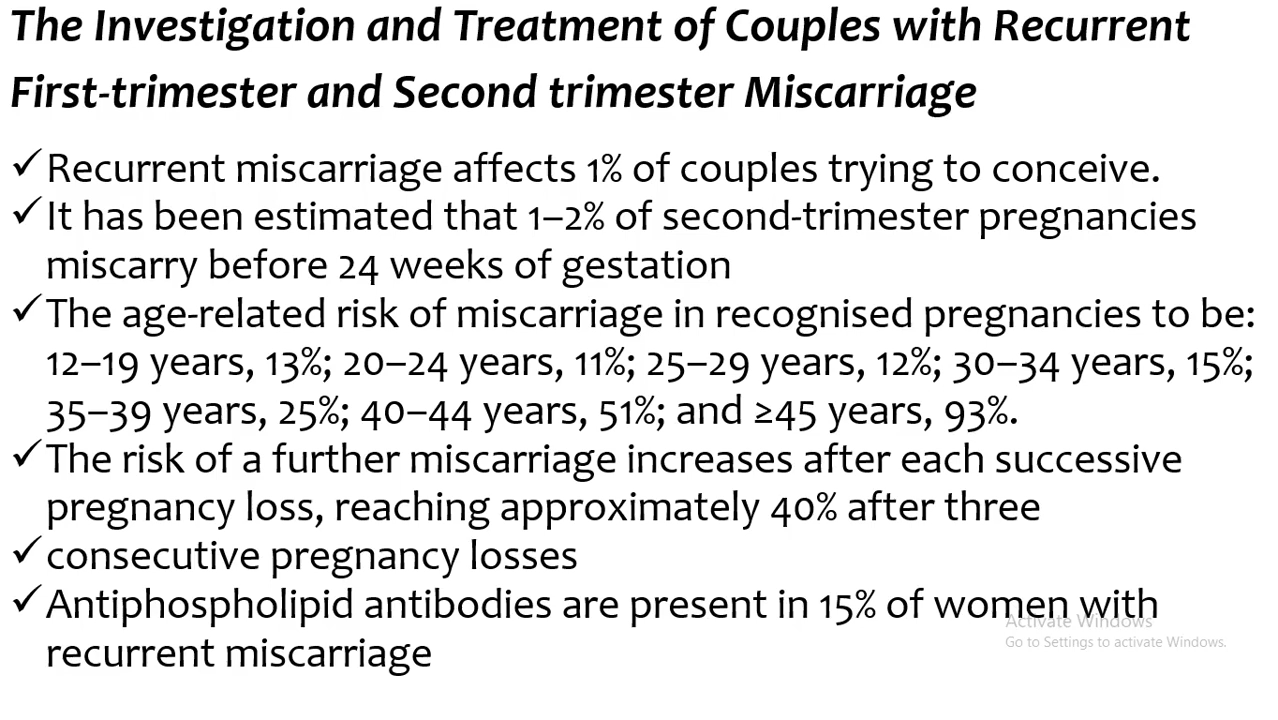 The Investigation and Treatment of Couples with Recurrent
First-trimester and Second trimester Miscarriage
✓Recurrent miscarriage affects 1% of couples trying to conceive.
✓It has been estimated that 1–2% of second-trimester pregnancies
miscarry before 24 weeks of gestation
✓The age-related risk of miscarriage in recognised pregnancies to be:
12–19 years, 13%; 20–24 years, 11%; 25–29 years, 12%; 30–34 years, 15%;
35–39 years, 25%; 40–44 years, 51%; and ≥45 years, 93%.
✓The risk of a further miscarriage increases after each successive
pregnancy loss, reaching approximately 40% after three
✓consecutive pregnancy losses
✓Antiphospholipid antibodies are present in 15% of women with
recurrent miscarriage
Activate Windows
Go to Settings to activate Windows.